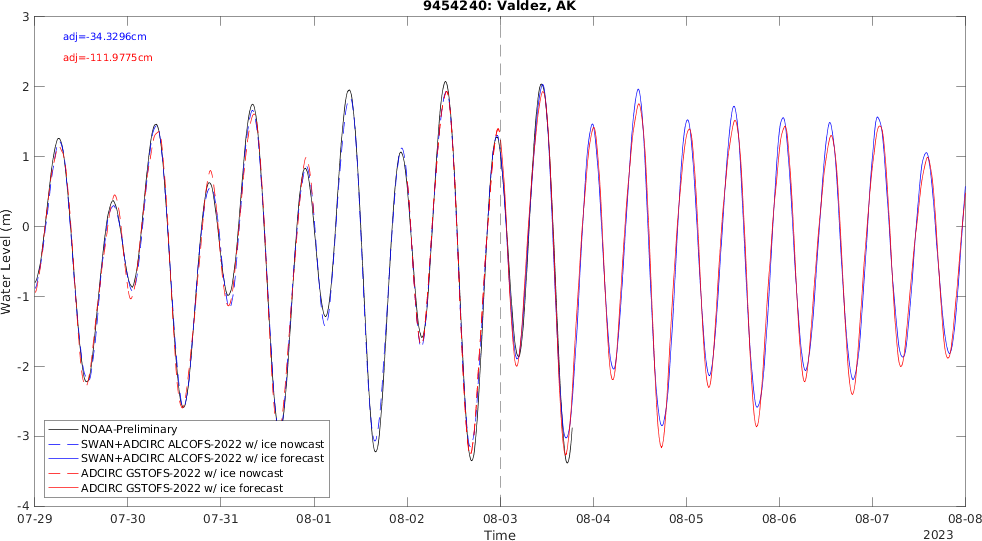 9454240: Valdez, AK
adj=-34.3296cm
adj=-111.9775cm
3
2
1
0
-1
-2
-3
-4
Water Level (m)
NOAA-Preliminary
SWAN+ADCIRC ALCOFS-2022 w/ ice nowcast
SWAN+ADCIRC ALCOFS-2022 w/ ice forecast
ADCIRC GSTOFS-2022 w/ ice nowcast
ADCIRC GSTOFS-2022 w/ ice forecast
07-29 07-30 07-31 08-01 08-02 08-03 08-04 08-05 08-06 08-07 08-08
Time
2023